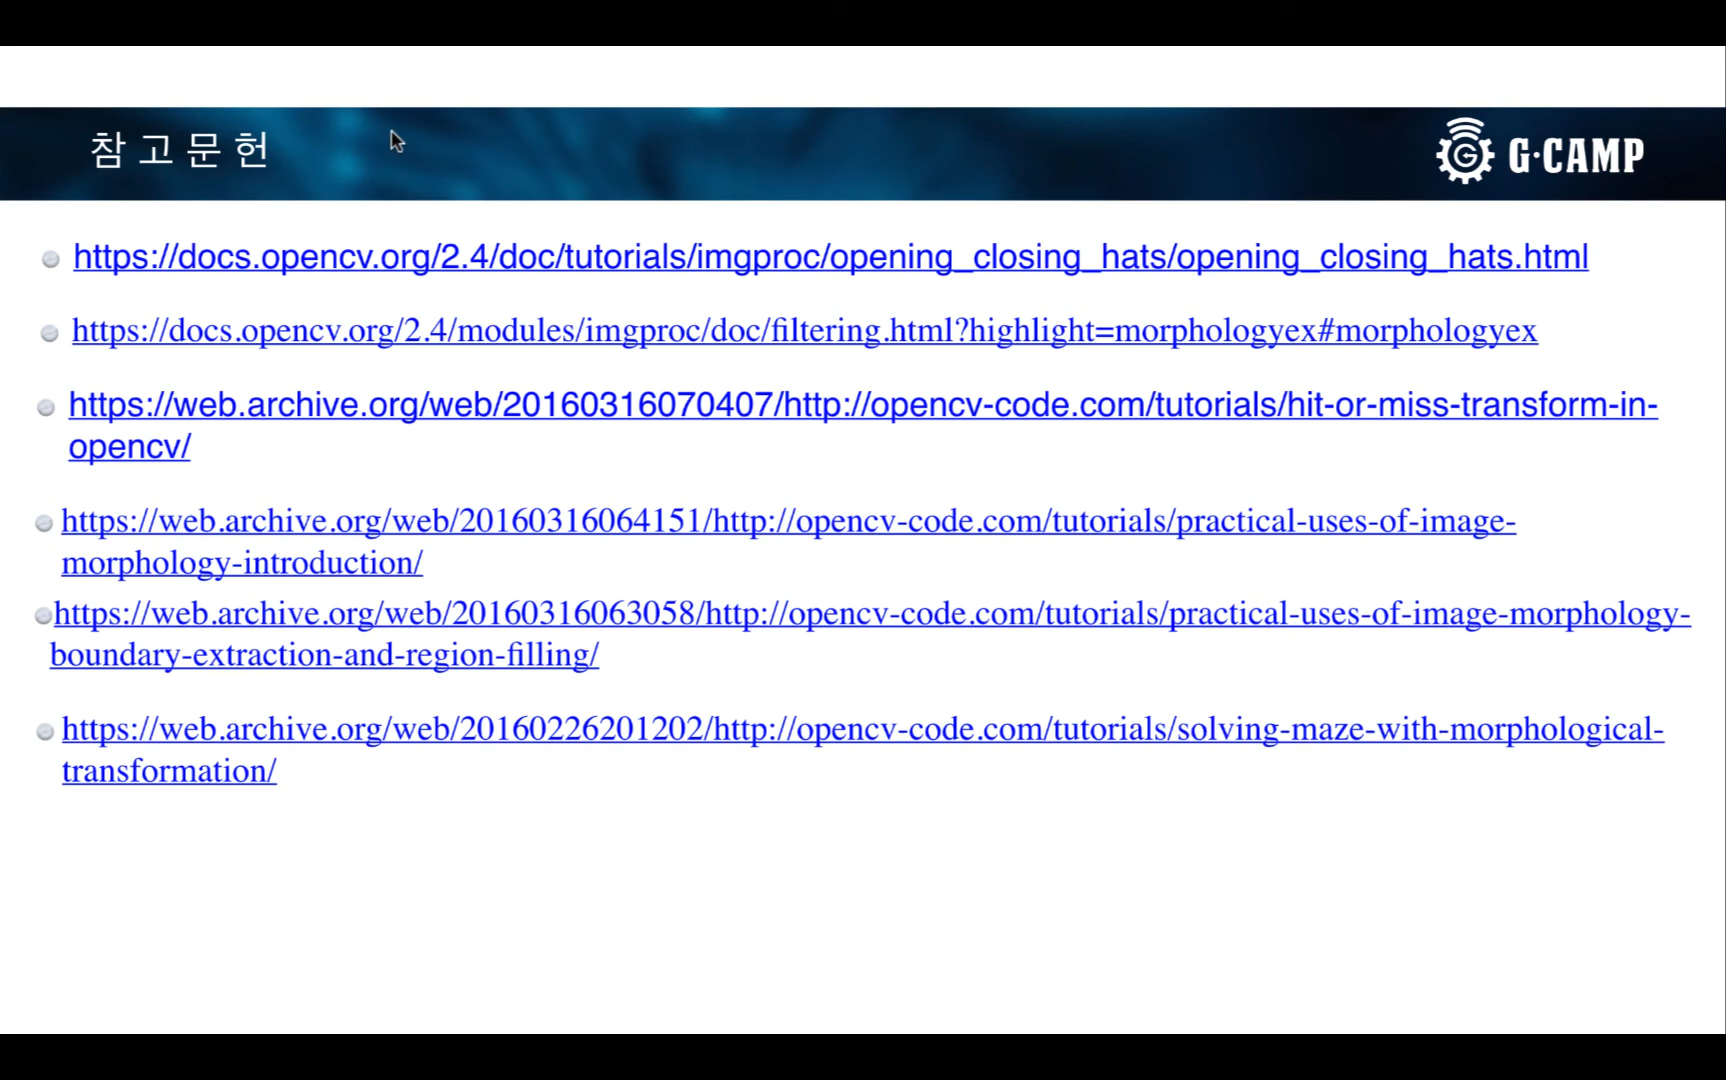 참고문헌
G·CAMP
https://docs.opencv.org/2.4/doc/tutorials/imgproc/opening_closing_hats/opening_closing_hats.html
https://docs.opencv.org/2.4/modules/imgproc/doc/filtering.html?highlight=morphologyex#morphologyex
https://web.archive.org/web/20160316070407/http://opencv-code.com/tutorials/hit-or-miss-transform-in-
opencv/
https://web.archive.org/web/20160316064151/http://opencv-code.com/tutorials/practical-uses-of-image-
morphology-introduction/
https://web.archive.org/web/20160316063058/http://opencv-code.com/tutorials/practical-uses-of-image-morphology-
boundary-extraction-and-region-filling/
https://web.archive.org/web/20160226201202/http://opencv-code.com/tutorials/solving-maze-with-morphological-
transformation/